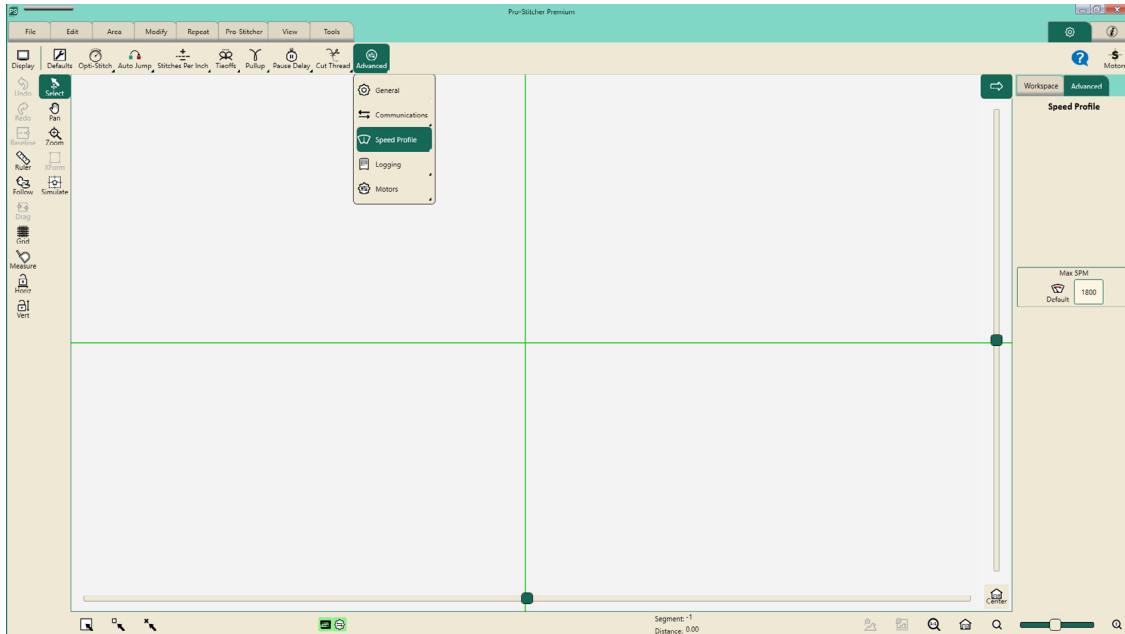 Pro-Stitcher Premium
File Edit Area Modify Repeat Pro-Stitcher View Tools
Display Defaults Opti-Stitch Auto Jump Stitches Per Inch Tieoffs Pullup Pause Delay Cut Thread Advanced
S
Motors
Undo Select
Redo Pan
Baseline Zoom
Ruler XForm
Follow Simulate
Drag
Grid
Measure
Horiz
Vert
General
Communications
Speed Profile
Logging
Motors
Workspace Advanced
Speed Profile
Max SPM
Default 1800
Center
Segment: -1
Distance: 0.00